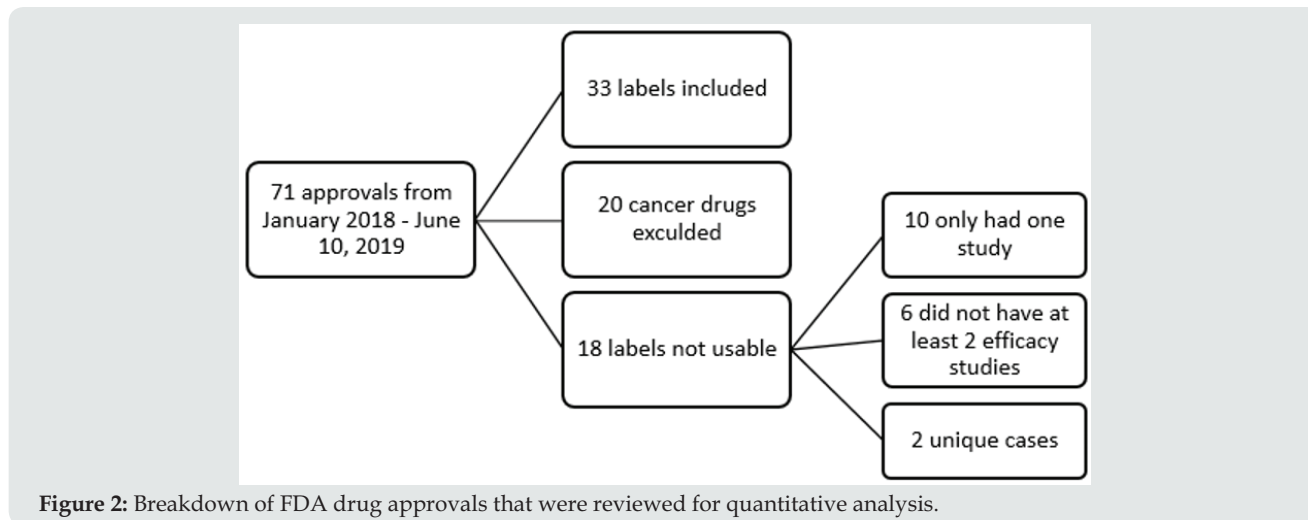 33 labels included
71 approvals from
January 2018 - June
10, 2019
20 cancer drugs
exculded
18 labels not usable
10 only had one
study
6 did not have at
least 2 efficacy
studies
2 unique cases
Figure 2: Breakdown of FDA drug approvals that were reviewed for quantitative analysis.